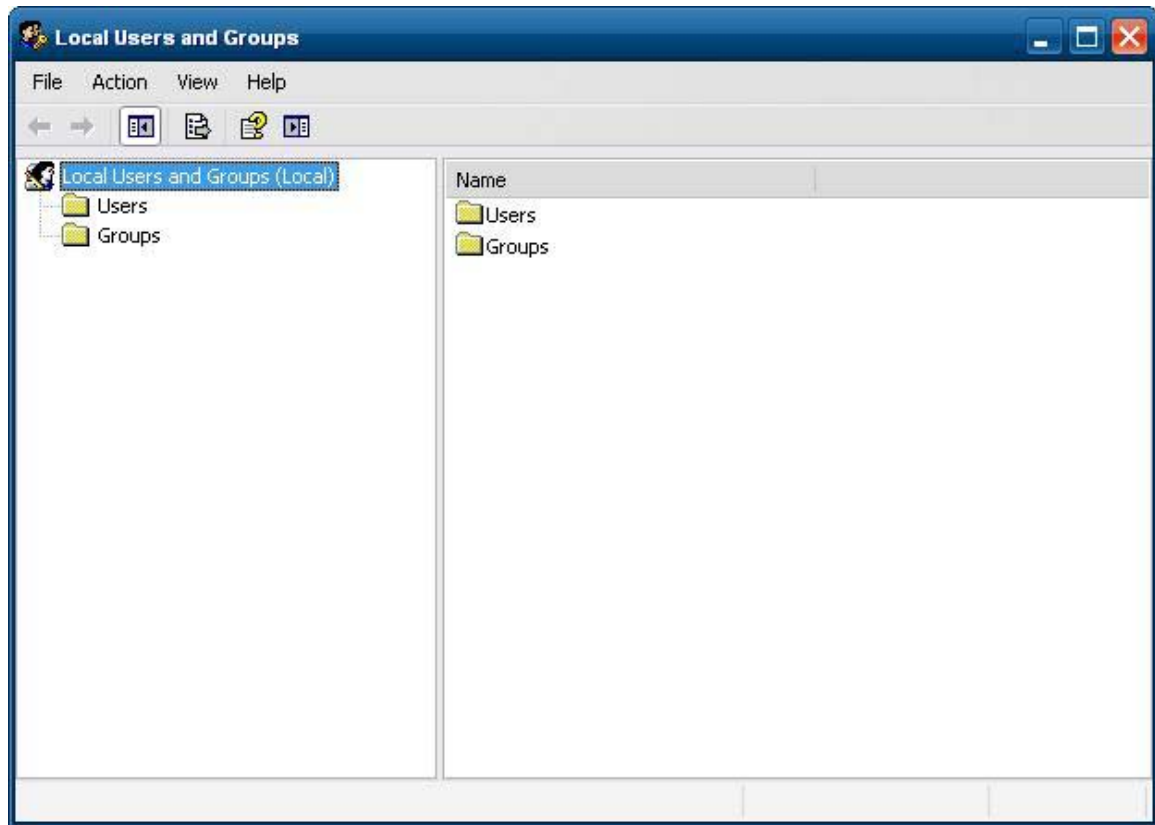 Local Users and Groups
File Action View Help
Local Users and Groups (Local)
Users
Groups
Name
Users
Groups